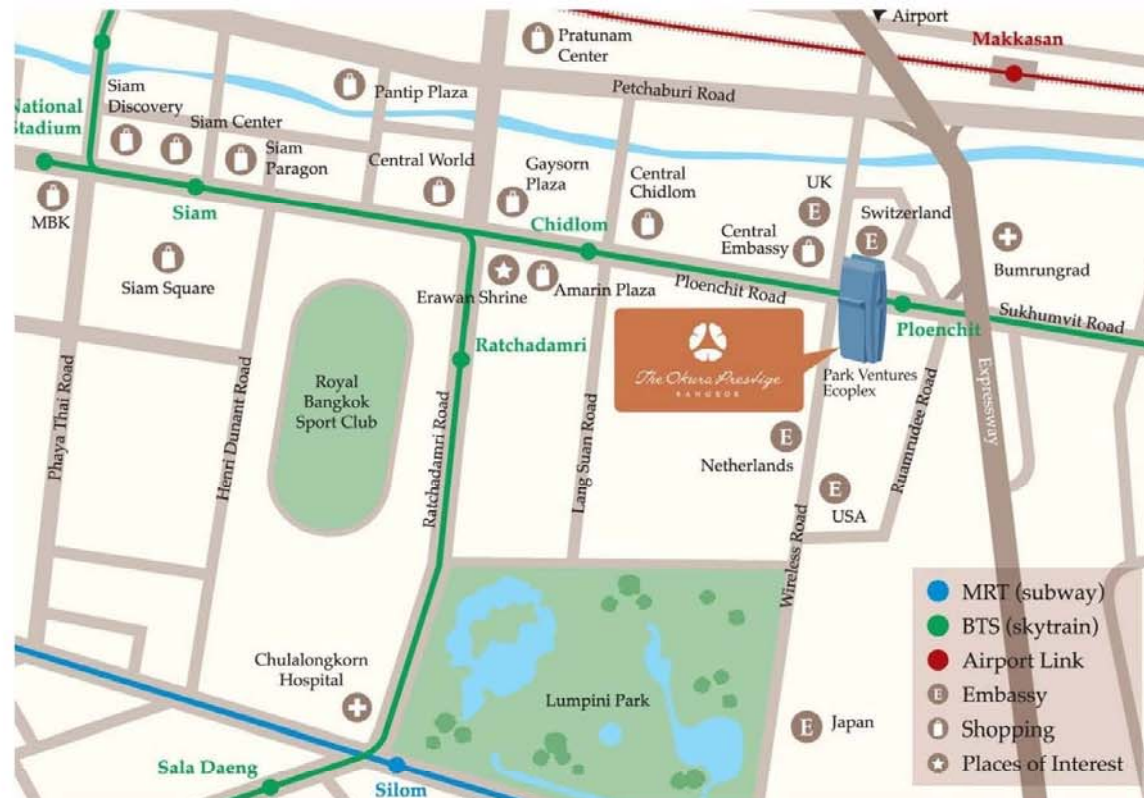 Airport
Pratunam
Center
Makkasan
Siam
Discovery
Pantip Plaza
Petchaburi Road
National
Stadium
Siam Center
Siam
Paragon
Central World
Gaysorn
Plaza
Central
Chidlom
UK
Switzerland
MBK
Siam
Chidlom
Central
Embassy
Bumrungrad
Siam Square
Erawan Shrine
Amarin Plaza
Ploenchit Road
Ploenchit
Sukhumvit Road
Ratchadamri
The Okura Prestige
BANGKOK
Park Ventures
Ecoplex
Royal
Bangkok
Sport Club
Phaya Thai Road
Henri Dunant Road
Ratchadamri Road
Lang Suan Road
Netherlands
Ruamrudee Road
Expressway
USA
Wireless Road
MRT (subway)
BTS (skytrain)
Airport Link
E Embassy
Shopping
Places of Interest
Chulalongkorn
Hospital
Lumpini Park
Japan
Sala Daeng
Silom
E
E
E
E
E